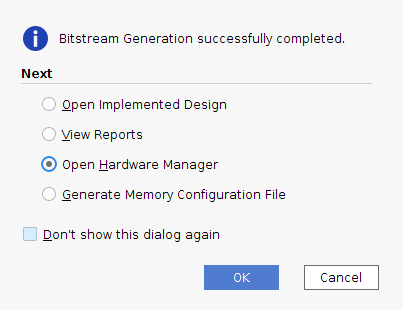 Bitstream Generation successfully completed.
Next
Open Implemented Design
View Reports
Open Hardware Manager
Generate Memory Configuration File
Don't show this dialog again
OK
Cancel